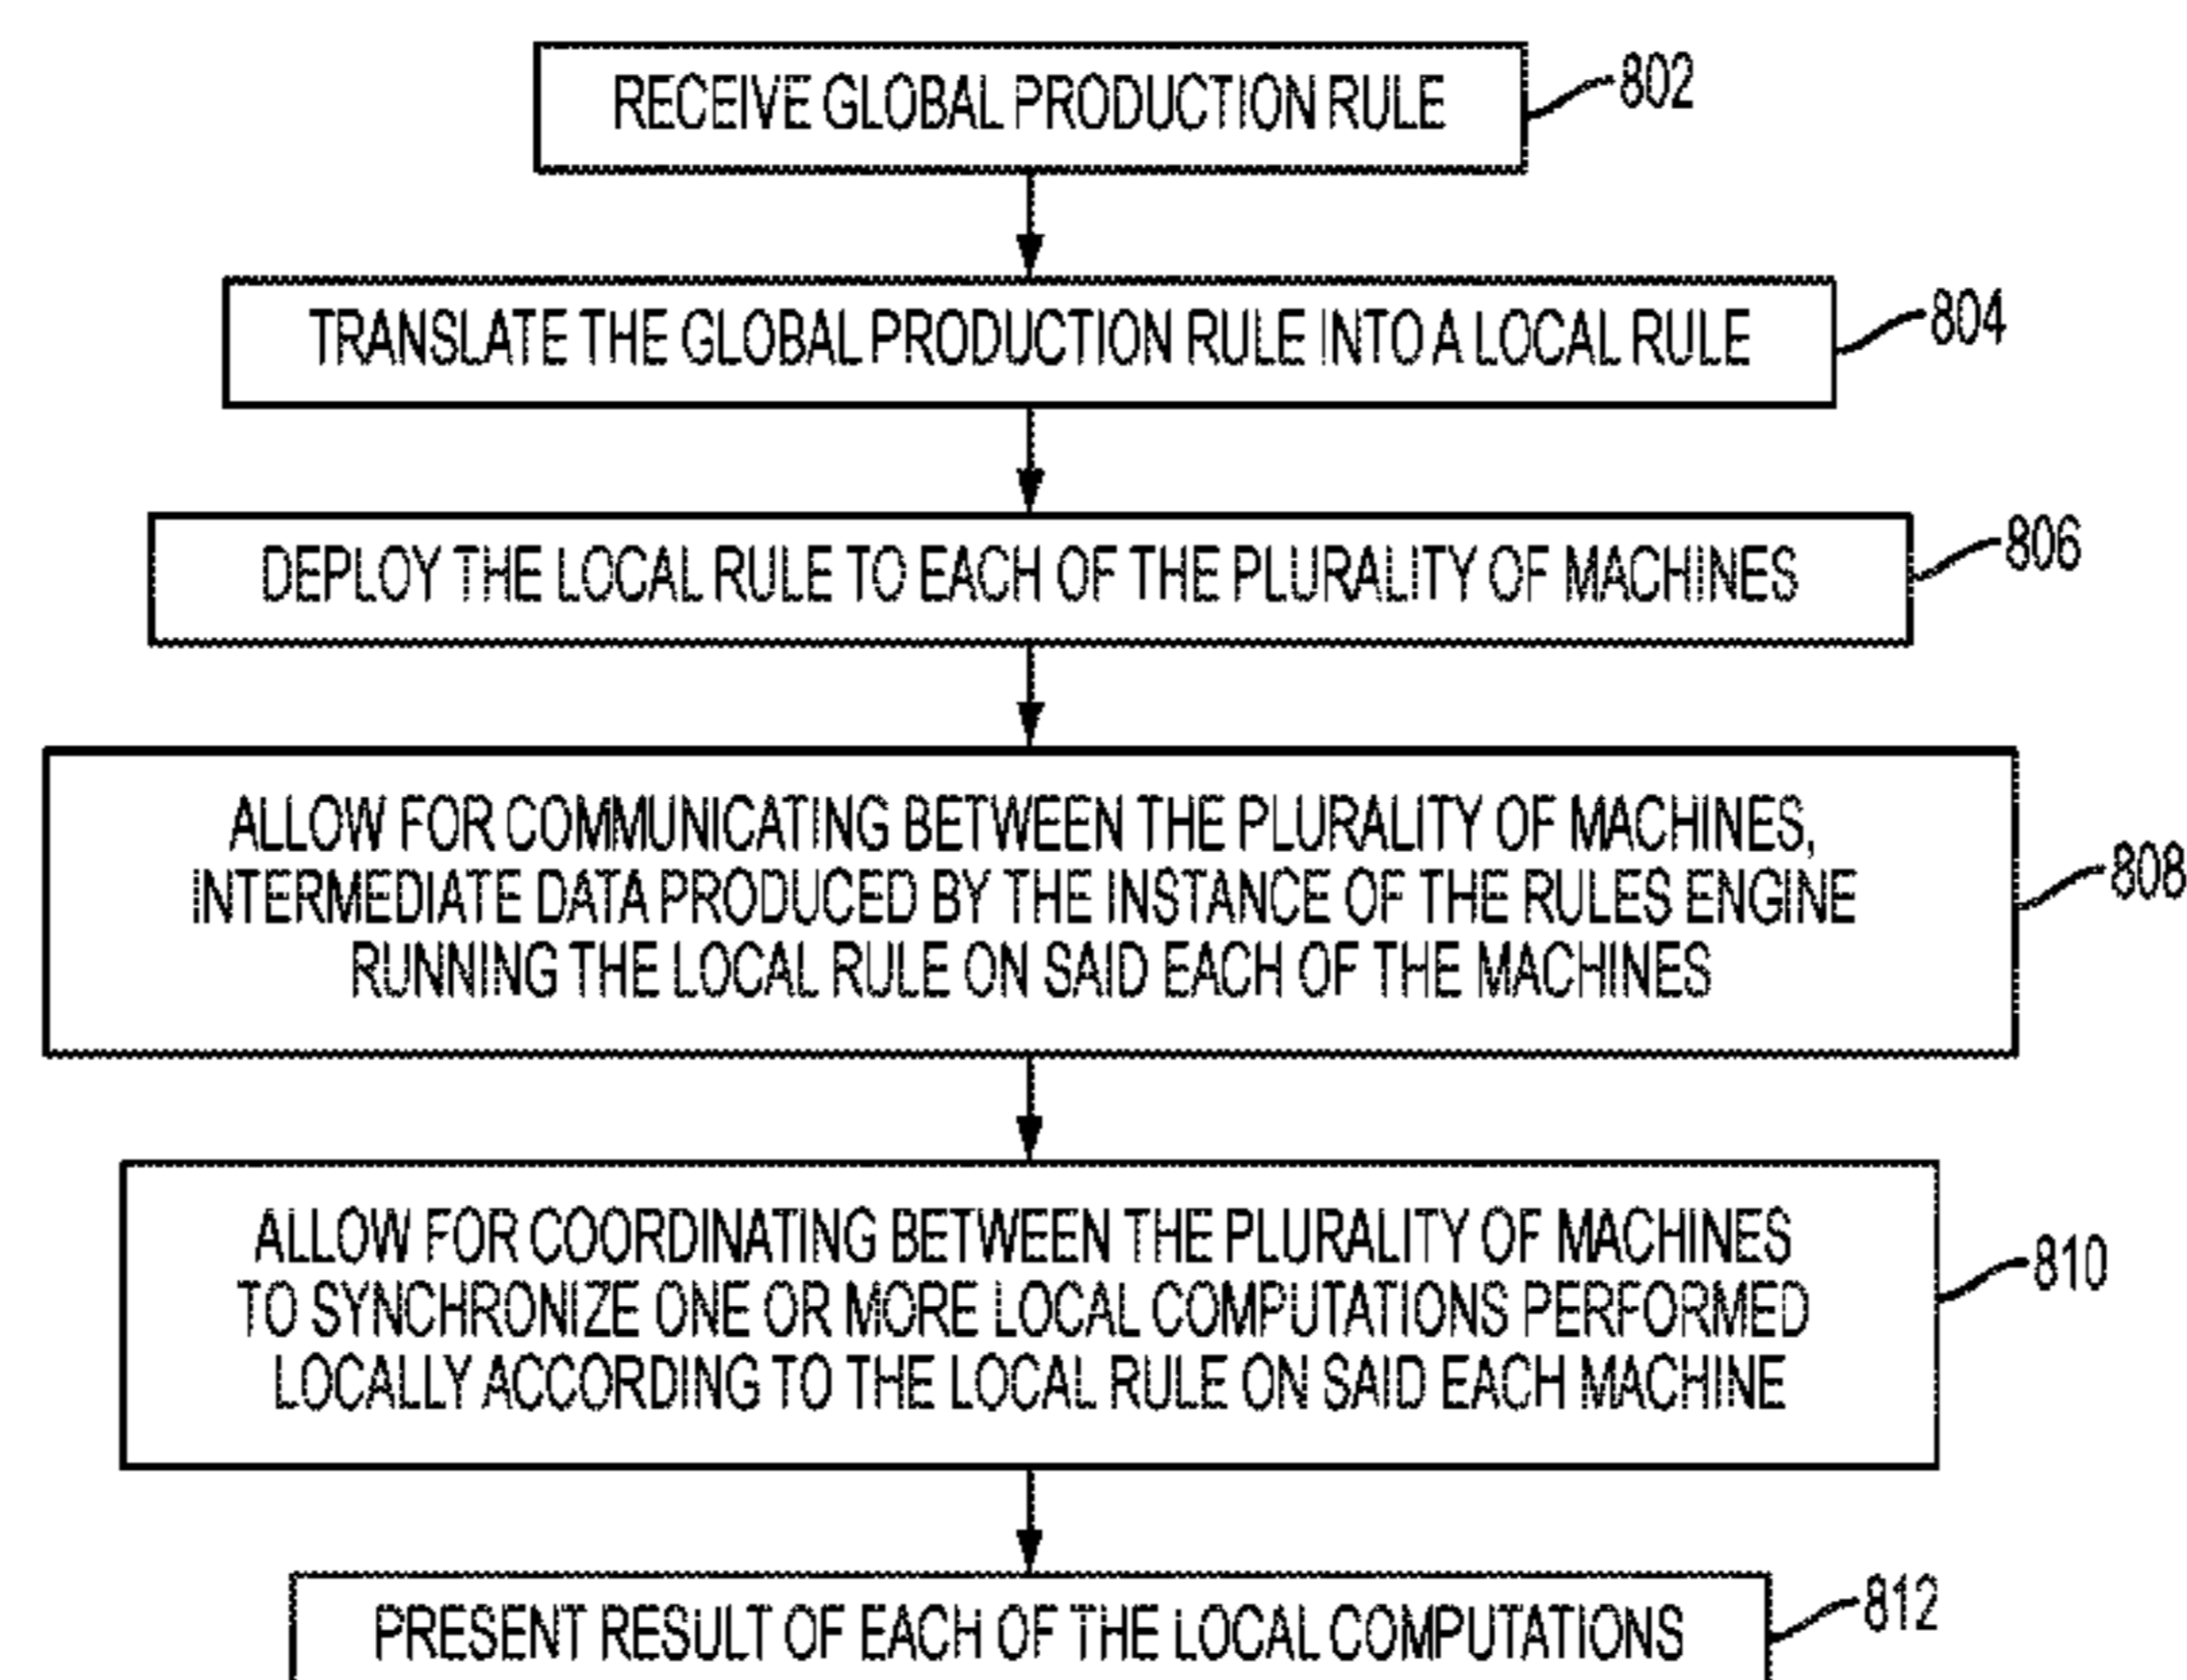 RECEIVE GLOBAL PRODUCTION RULE
802
TRANSLATE THE GLOBAL PRODUCTION RULE INTO A LOCAL RULE
804
DEPLOY THE LOCAL RULE TO EACH OF THE PLURALITY OF MACHINES
806
ALLOW FOR COMMUNICATING BETWEEN THE PLURALITY OF MACHINES,
INTERMEDIATE DATA PRODUCED BY THE INSTANCE OF THE RULES ENGINE
RUNNING THE LOCAL RULE ON SAID EACH OF THE MACHINES
808
ALLOW FOR COORDINATING BETWEEN THE PLURALITY OF MACHINES
TO SYNCHRONIZE ONE OR MORE LOCAL COMPUTATIONS PERFORMED
LOCALLY ACCORDING TO THE LOCAL RULE ON SAID EACH MACHINE
810
PRESENT RESULT OF EACH OF THE LOCAL COMPUTATIONS
812